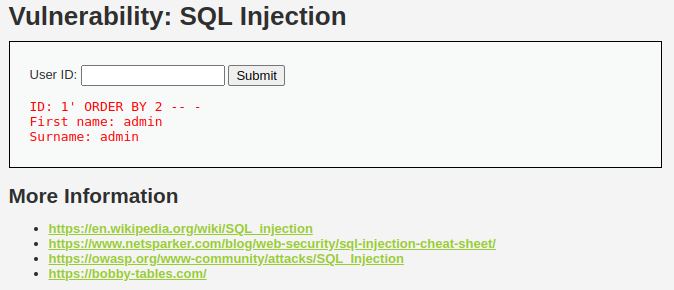 Vulnerability: SQL Injection
User ID: Submit
ID: 1' ORDER BY 2 -- -
First name: admin
Surname: admin
More Information
https://en.wikipedia.org/wiki/SQL_injection
https://www.netsparker.com/blog/web-security/sql-injection-cheat-sheet/
https://owasp.org/www-community/attacks/SQL_Injection
https://bobby-tables.com/